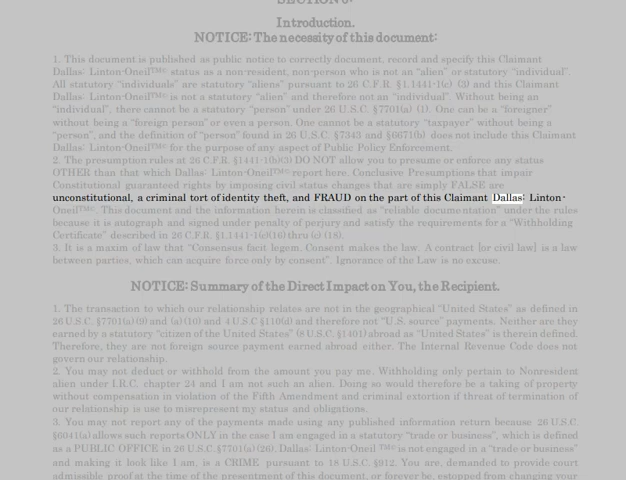 SECTION 6:
Introduction.
NOTICE: The necessity of this document:
1. This document is published as public notice to correctly document, record and specify this Claimant
Dallas: Linton-Oneil™© status as a non-resident, non-person who is not an “alien” or statutory “individual”.
All statutory “individuals” are statutory “aliens” pursuant to 26 C.F.R. §1.1441-1(c) (3) and this Claimant
Dallas: Linton-Oneil™© is not a statutory “alien” and therefore not an “individual”. Without being an
“individual”, there cannot be a statutory “person” under 26 U.S.C. §7701(a) (1). One can be a “foreigner”
without being a “foreign person” or even a person. One cannot be a statutory “taxpayer” without being a
“person”, and the definition of “person” found in 26 U.S.C. §7343 and §6671(b) does not include this Claimant
Dallas: Linton-Oneil™© for the purpose of any aspect of Public Policy Enforcement.
2. The presumption rules at 26 C.F.R. §1441-1(b)(3) DO NOT allow you to presume or enforce any status
OTHER than that which Dallas: Linton-Oneil™© report here. Conclusive Presumptions that impair
Constitutional guaranteed rights by imposing civil status changes that are simply FALSE are
unconstitutional, a criminal tort of identity theft, and FRAUD on the part of this Claimant Dallas: Linton-
Oneil™©. This document and the information herein is classified as “reliable documentation” under the rules
because it is autograph and signed under penalty of perjury and satisfy the requirements for a “Withholding
Certificate” described in 26 C.F.R. §1.1441-1(e)(16) thru (c) (18).
3. It is a maxim of law that “Consensus facit legem. Consent makes the law. A contract [or civil law] is a law
between parties, which can acquire force only by consent”. Ignorance of the Law is no excuse.
NOTICE: Summary of the Direct Impact on You, the Recipient.
1. The transaction to which our relationship relates are not in the geographical “United States” as defined in
26 U.S.C. §7701(a)(9) and (a)(10) and 4 U.S.C §110(d) and therefore not “U.S. source” payments. Neither are they
earned by a statutory “citizen of the United States” (8 U.S.C. §1401) abroad as “United States” is therein defined.
Therefore, they are not foreign source payment earned abroad either. The Internal Revenue Code does not
govern our relationship.
2. You may not deduct or withhold from the amount you pay me. Withholding only pertain to Nonresident
alien under I.R.C. chapter 24 and I am not such an alien. Doing so would therefore be a taking of property
without compensation in violation of the Fifth Amendment and criminal extortion if threat of termination of
our relationship is use to misrepresent my status and obligations.
3. You may not report any of the payments made using any published information return because 26 U.S.C.
§6041(a) allows such reports ONLY in the case I am engaged in a statutory “trade or business”, which is defined
as a PUBLIC OFFICE in 26 U.S.C. §7701(a)(26). Dallas: Linton-Oneil ™© is not engaged in a “trade or business”
and making it look like I am, is a CRIME pursuant to 18 U.S.C. §912. You are, demanded to provide court
admissible proof at the time of the presentment of this document, or forever be, estopped from changing your